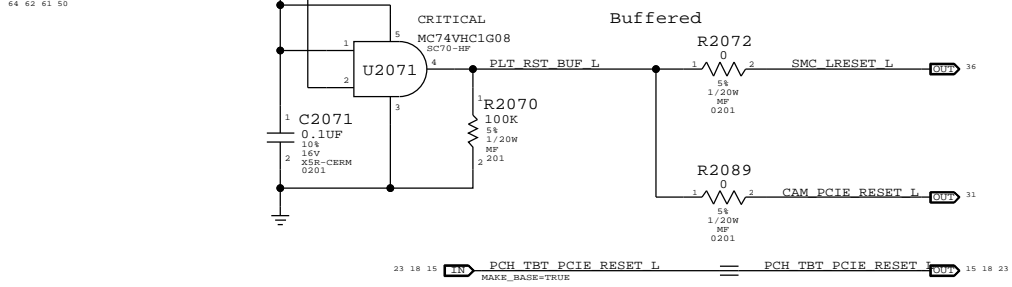 64 62 61 50
CRITICAL
Buffered
MC74VHC1G08
SC70-HF
5
1
U2071
4
2
3
PLT_RST_BUF_L
R2072
0
1
2
5%
1/20W
MF
0201
SMC_LRESET_L
OUT
36
1
R2070
100K
5%
1/20W
MF
201
2
1
C2071
0.1UF
10%
16V
X5R-CERM
0201
2
R2089
0
1
2
5%
1/20W
MF
0201
CAM_PCIE_RESET_L
OUT
31
23 18 15
IN
PCH_TBT_PCIE_RESET_L
MAKE_BASE=TRUE
PCH_TBT_PCIE_RESET_L
OUT
15 18 23